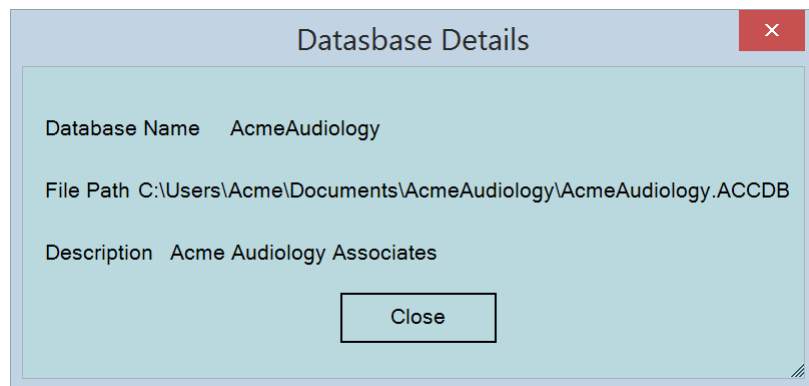 Datasbase Details
Database Name AcmeAudiology
File Path C:\Users\Acme\Documents\AcmeAudiology\AcmeAudiology.ACCDB
Description Acme Audiology Associates
Close